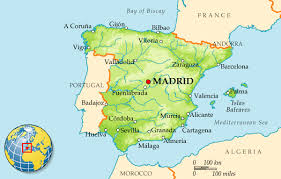 Bay of Biscay
FRANCE
A Coruña
Gijón
Bilbao
Vitoria
ANDORRA
Valladolid
Zaragoza
Barcelona
MADRID
PORTUGAL
Fuenlabrada
Valencia
Islas
Baleares
Badajoz
Córdoba
Murcia
Alicante
Mediterranean Sea
Huelva
Sevilla
Granada
Cartagena
Málaga
Almería
ALGERIA
MOROCCO
0
100 km
0
100 miles